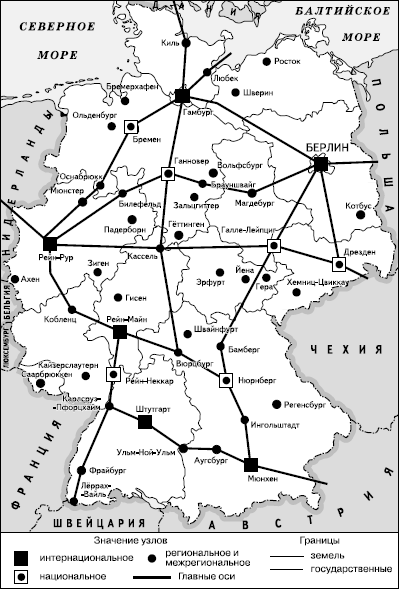 ДАНИЯ
СЕВЕРНОЕ
МОРЕ
БАЛТИЙСКОЕ
МОРЕ
Киль
Любек
Росток
Бремерхафен
Шверин
Гамбург
Ольденбург
Бремен
ПОЛЬША
НИДЕРЛАНДЫ
Ганновер
Вольфсбург
БЕРЛИН
Оснабрюкк
Мюнстер
Брауншвайг
Билефельд
Зальцгиттер
Магдебург
Падерборн
Гёттинген
Галле-Лейпциг
Котбус
Рейн-Рур
Кассель
Дрезден
Ахен
Зиген
Эрфурт
Йена
Гера
Хемниц-Цвиккау
БЕЛЬГИЯ
Гисен
Кобленц
Рейн-Майн
ЛЮКСЕМБУРГ
Швайнфурт
Бамберг
ЧЕХИЯ
Кайзерслаутерн
Саарбрюккен
Вюрцбург
Рейн-Неккар
Нюрнберг
Карлсруэ-
-Пфорцхайм
Регенсбург
Штутгарт
Ингольштадт
Ульм-Ной-Ульм
Аугсбург
Мюнхен
ФРАНЦИЯ
Фрайбург
Лёррах-
-Вайль
ШВЕЙЦАРИЯ
АВСТРИЯ
Значение узлов
Границы
интернациональное
региональное и
межрегиональное
земель
национальное
Главные оси
государственные